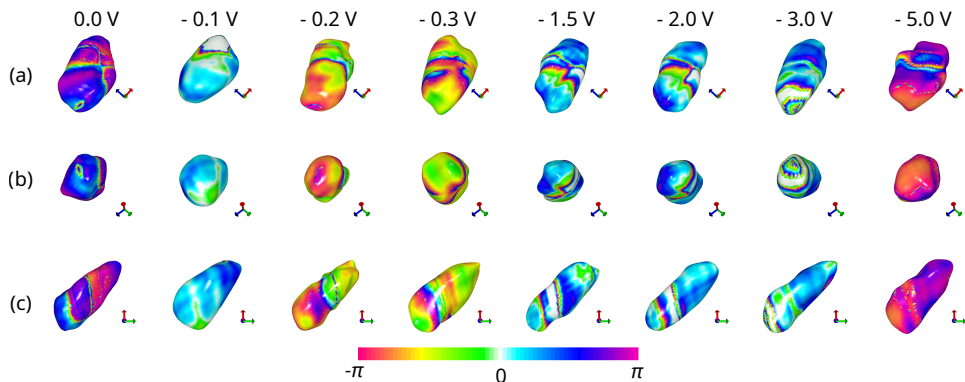 0.0 V - 0.1 V - 0.2 V - 0.3 V - 1.5 V - 2.0 V - 3.0 V - 5.0 V
(a)
(b)
(c)
-π 0 π